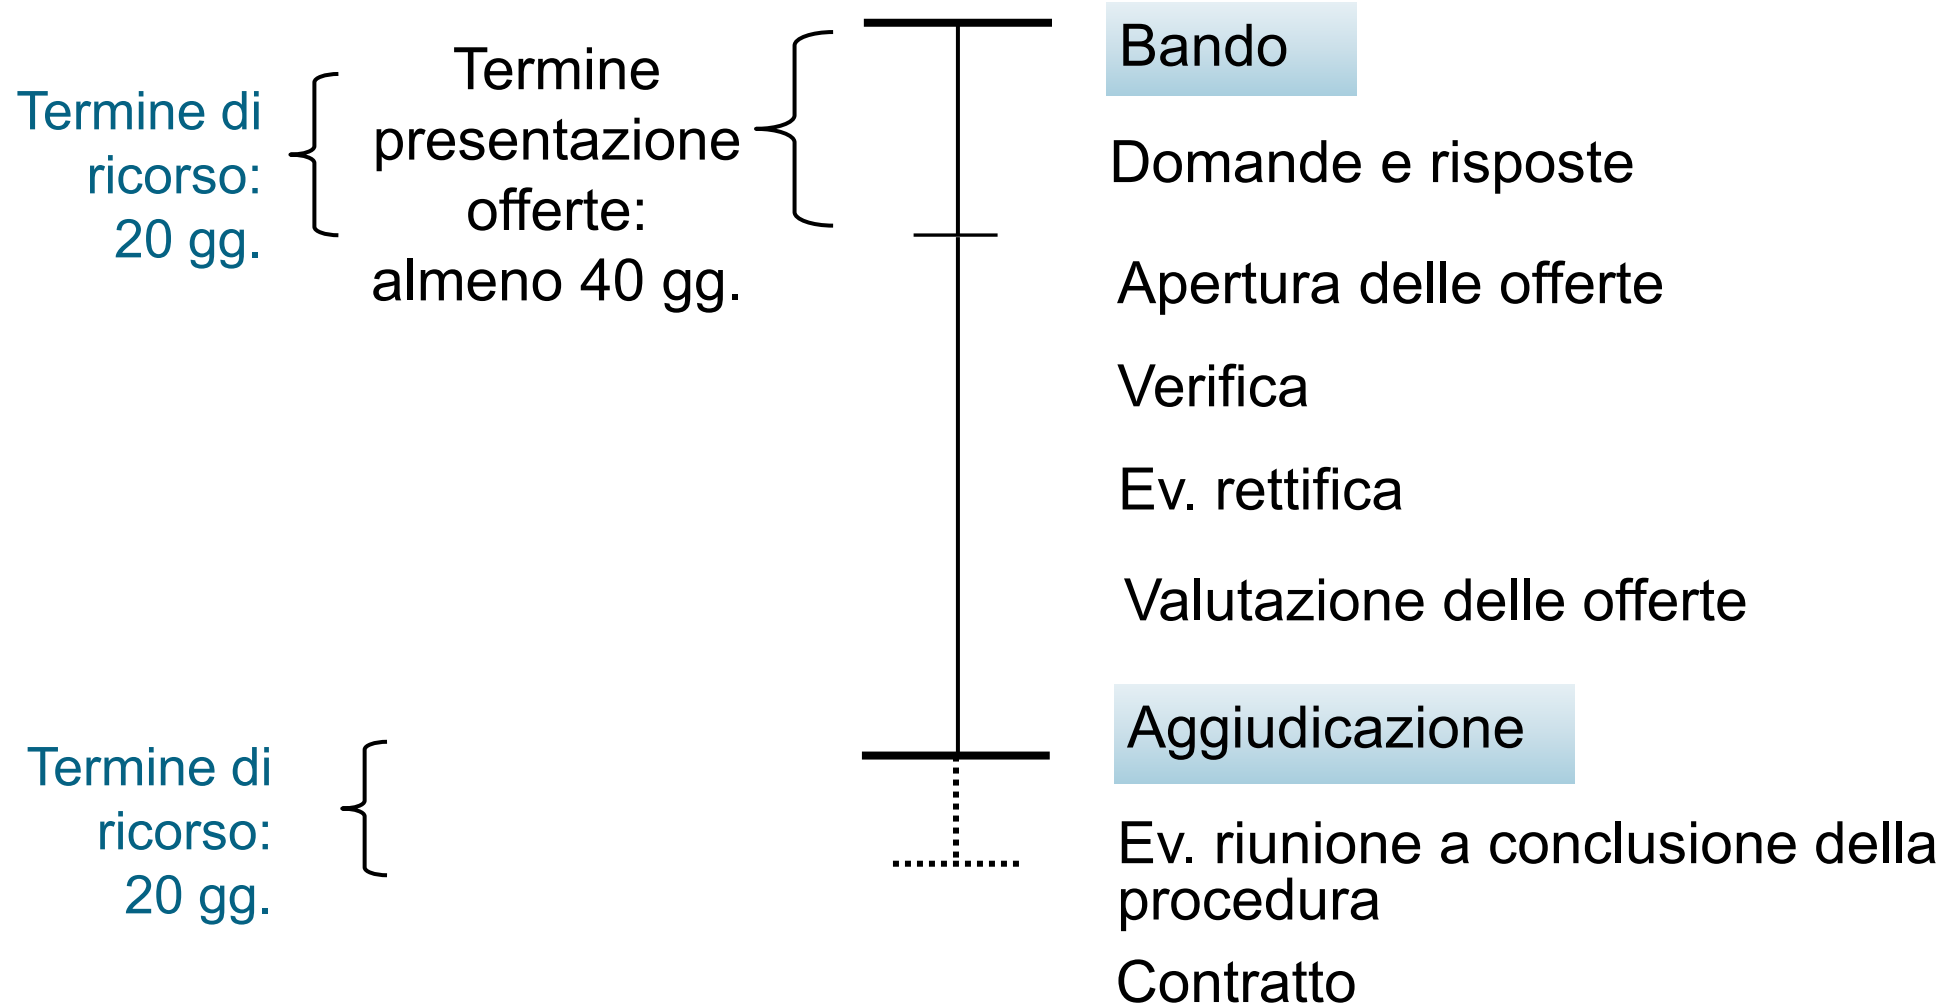 Termine di
ricorso:
20 gg.
Termine
presentazione
offerte:
almeno 40 gg.
Bando
Domande e risposte
Apertura delle offerte
Verifica
Ev. rettifica
Valutazione delle offerte
Aggiudicazione
Termine di
ricorso:
20 gg.
Ev. riunione a conclusione della
procedura
Contratto